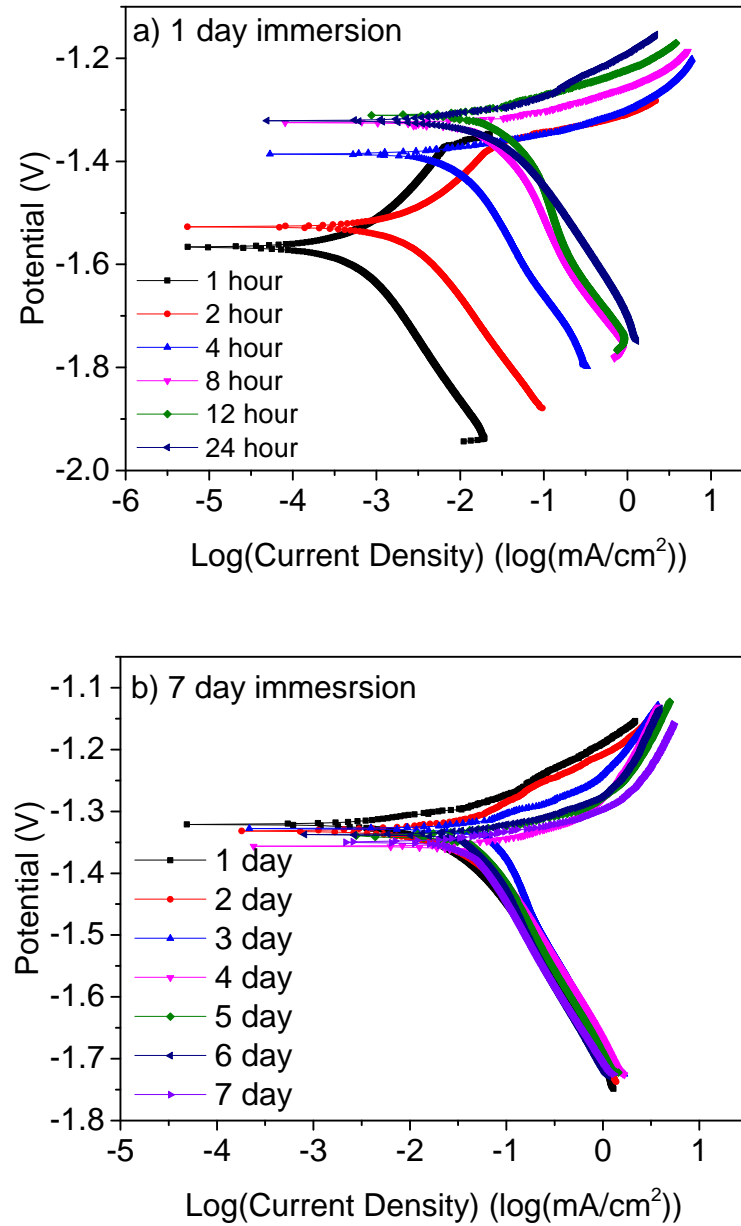 a) 1 day immersion
-1.2
-1.4
-1.6
-1.8
-2.0
Potential (V)
1 hour
2 hour
4 hour
8 hour
12 hour
24 hour
-6 -5 -4 -3 -2 -1 0 1
Log(Current Density) (log(mA/cm²))
b) 7 day immesrsion
-1.1
-1.2
-1.3
-1.4
-1.5
-1.6
-1.7
-1.8
Potential (V)
1 day
2 day
3 day
4 day
5 day
6 day
7 day
-5 -4 -3 -2 -1 0 1
Log(Current Density) (log(mA/cm²))